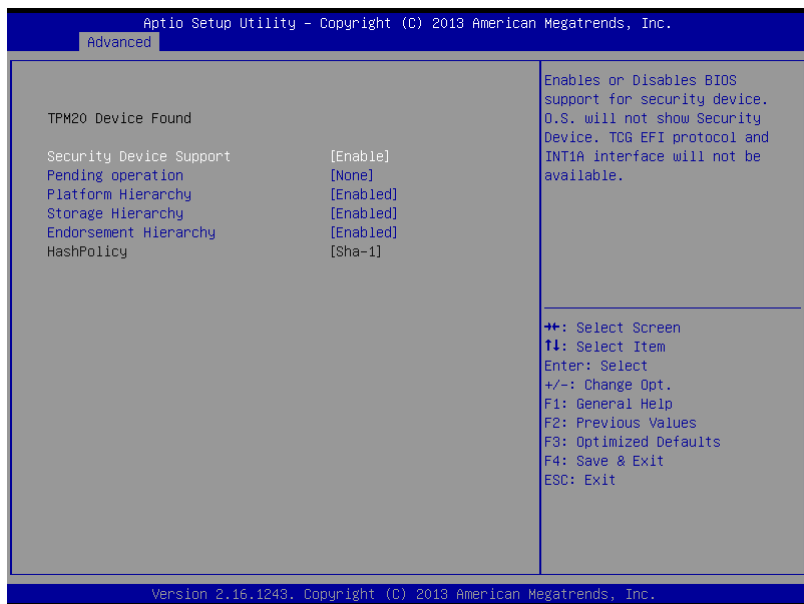 Aptio Setup Utility – Copyright (C) 2013 American Megatrends, Inc.
Advanced
TPM20 Device Found
Security Device Support [Enable]
Pending operation [None]
Platform Hierarchy [Enabled]
Storage Hierarchy [Enabled]
Endorsement Hierarchy [Enabled]
HashPolicy [Sha-1]
Enables or Disables BIOS
support for security device.
O.S. will not show Security
Device. TCG EFI protocol and
INT1A interface will not be
available.
→←: Select Screen
↑↓: Select Item
Enter: Select
+/-: Change Opt.
F1: General Help
F2: Previous Values
F3: Optimized Defaults
F4: Save & Exit
ESC: Exit
Version 2.16.1243. Copyright (C) 2013 American Megatrends, Inc.